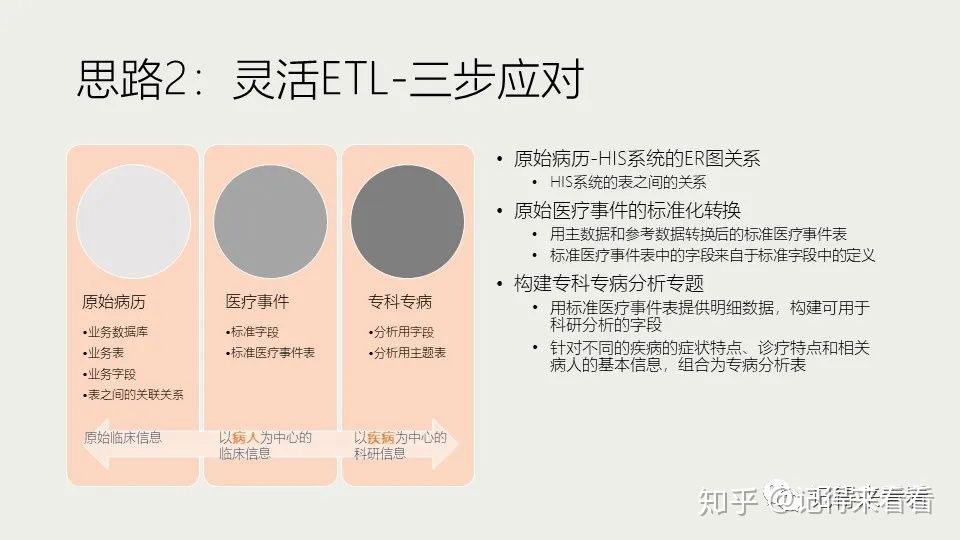 思路2：灵活ETL-三步应对
原始病历
•业务数据库
•业务表
•业务字段
•表之间的关联关系
原始临床信息
医疗事件
•标准字段
•标准医疗事件表
以病人为中心的
临床信息
专科专病
•分析用字段
•分析用主题表
以疾病为中心的
科研信息
• 原始病历-HIS系统的ER图关系
• HIS系统的表之间的关系
• 原始医疗事件的标准化转换
• 用主数据和参考数据转换后的标准医疗事件表
• 标准医疗事件表中的字段来自于标准字段中的定义
• 构建专科专病分析专题
• 用标准医疗事件表提供明细数据，构建可用于
科研分析的字段
• 针对不同的疾病的症状特点、诊疗特点和相关
病人的基本信息，组合为专病分析表
知乎 @记得来看看